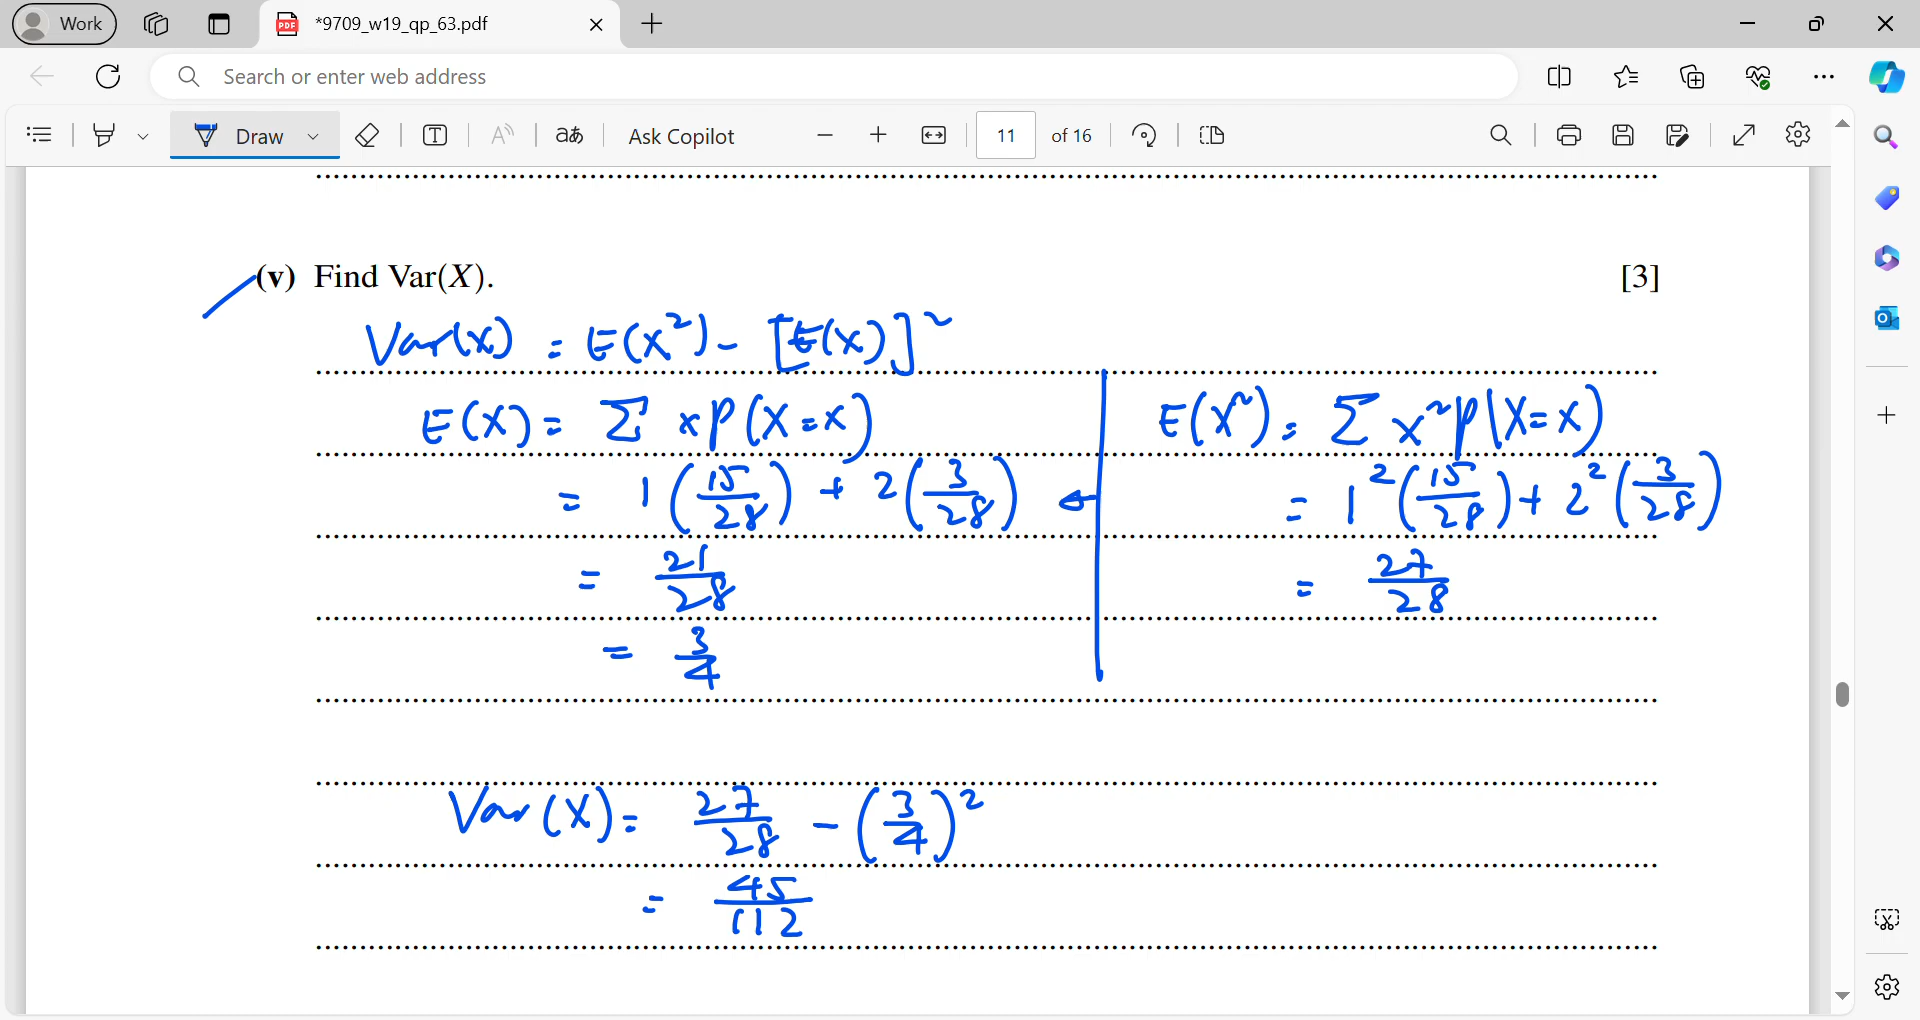 Work
*9709_w19_qp_63.pdf
Search or enter web address
Draw
T
A
aあ
Ask Copilot
11 of 16
(v) Find Var(X). [3]
Var(X) = E(X²) - [E(X)]²
E(X) = Σ xP(X=x)
= 1(15/28) + 2(3/28)
= 21/28
= 3/4
E(X²) = Σ x²P(X=x)
= 1²(15/28) + 2²(3/28)
= 27/28
Var(X) = 27/28 - (3/4)²
= 45/112